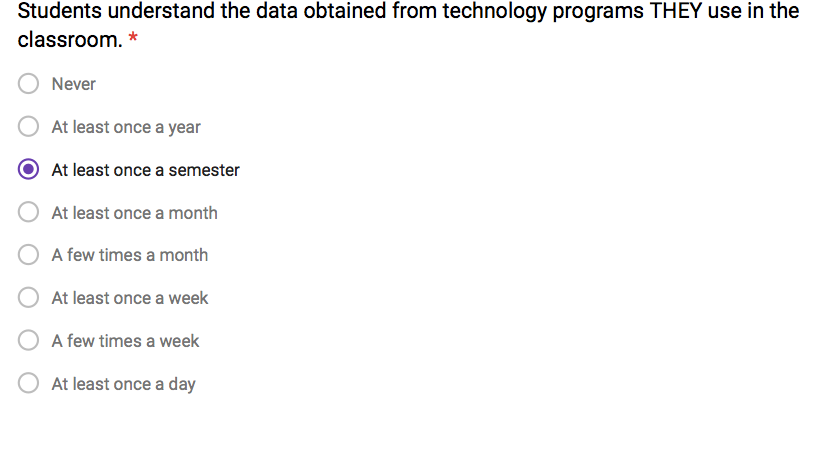 Students understand the data obtained from technology programs THEY use in the
classroom. *
Never
At least once a year
At least once a semester
At least once a month
A few times a month
At least once a week
A few times a week
At least once a day